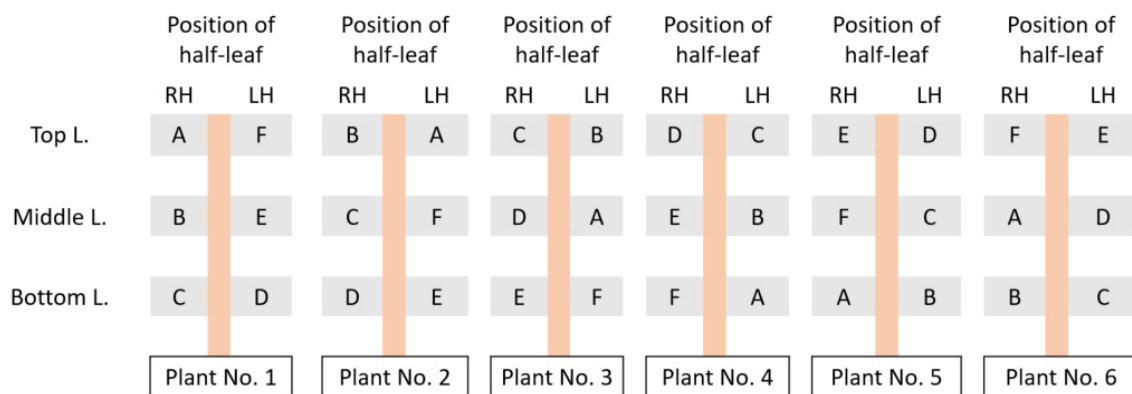 Position of half-leaf Position of half-leaf Position of half-leaf Position of half-leaf Position of half-leaf Position of half-leaf
RH LH RH LH RH LH RH LH RH LH RH LH
Top L. A F B A C B D C E D F E
Middle L. B E C F D A E B F C A D
Bottom L. C D D E E F F A A B B C
Plant No. 1 Plant No. 2 Plant No. 3 Plant No. 4 Plant No. 5 Plant No. 6